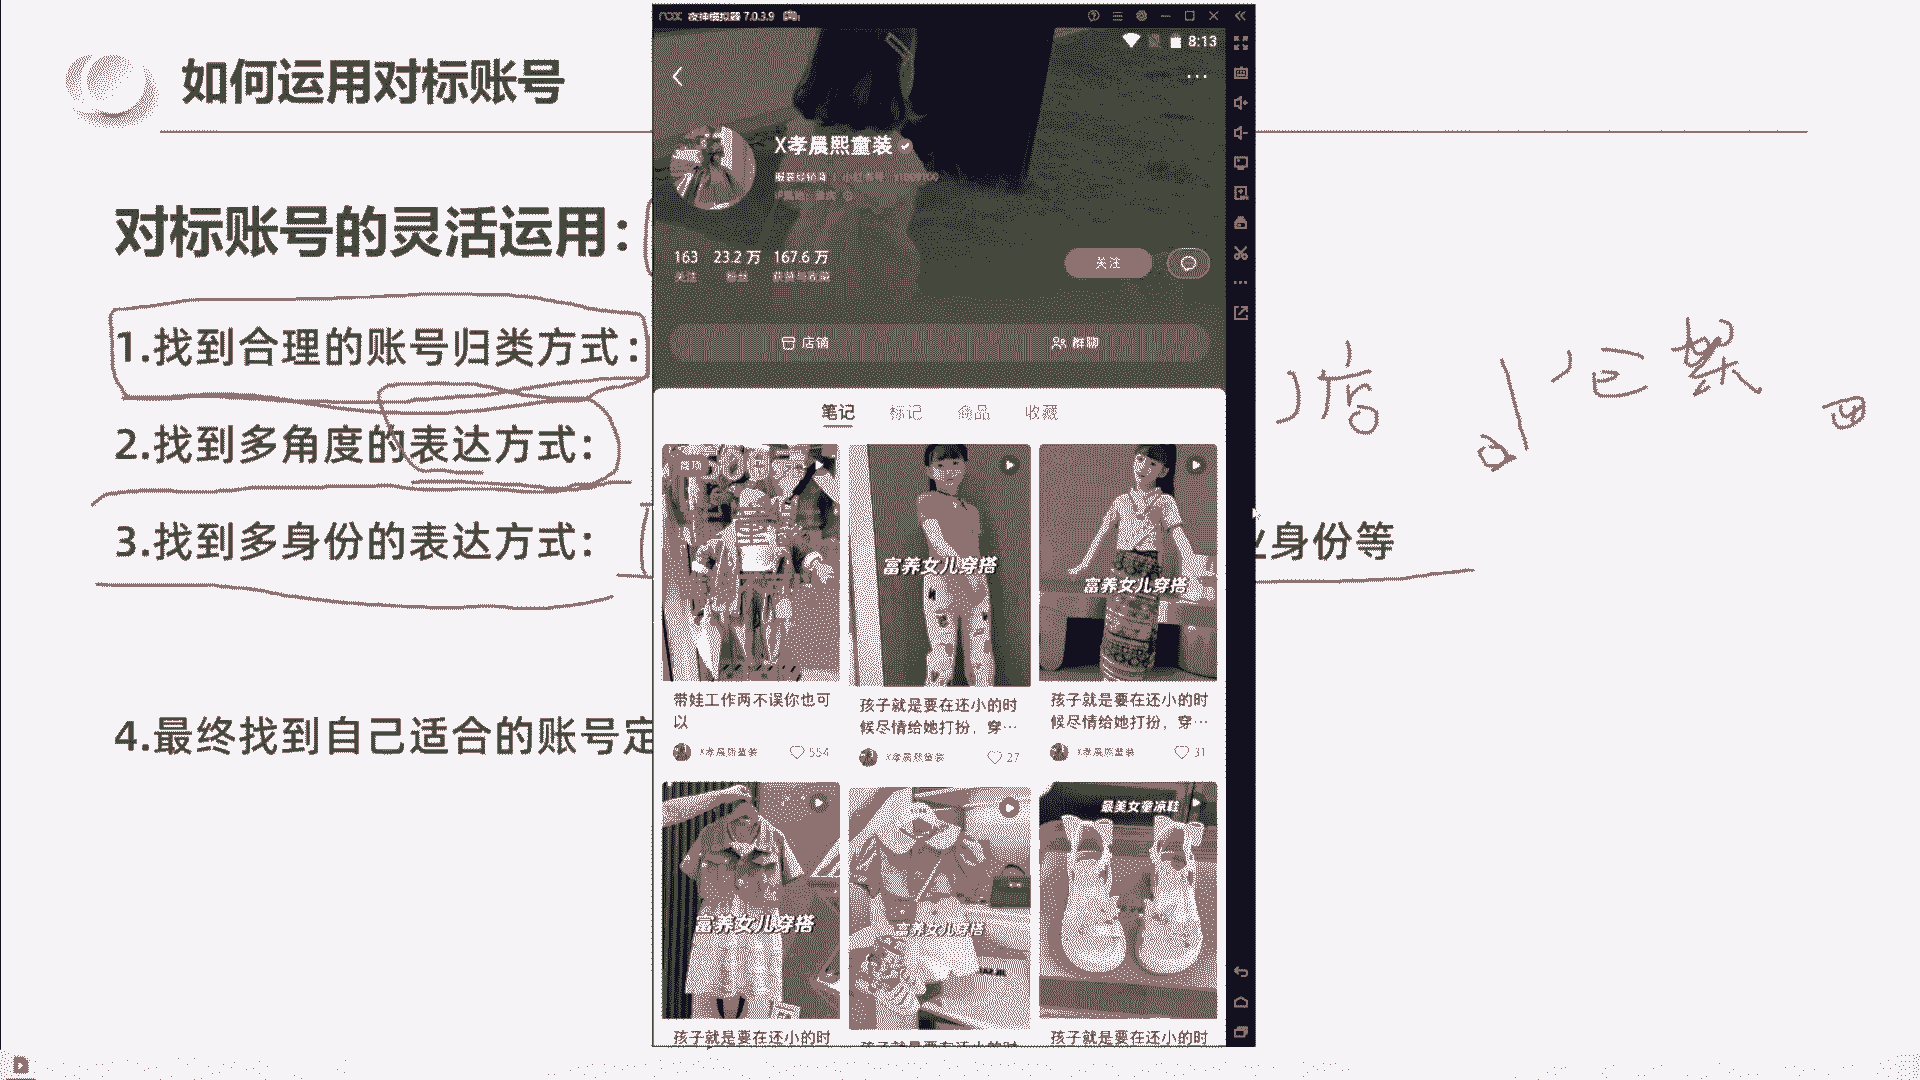 如何运用对标账号
对标账号的灵活运用：
1.找到合理的账号归类方式：
2.找到多角度的表达方式：
3.找到多身份的表达方式：
业身份等
4.最终找到自己适合的账号定
nox 夜神模拟器 7.0.3.9
8:13
X孝晨熙童装
163 23.2万 167.6万
关注 粉丝 获赞与收藏
关注
店铺 群聊
笔记 标记 商品 收藏
富养女儿穿搭
富养女儿穿搭
带娃工作两不误你也可
以
X孝晨熙童装 554
孩子就是要在还小的时
候尽情给她打扮，穿…
X孝晨熙童装 27
孩子就是要在还小的时
候尽情给她打扮，穿…
X孝晨熙童装 31
富养女儿穿搭
富养女儿穿搭
最美女童凉鞋
孩子就是要在还小的时
孩子就是要在还小的时
孩子就是要在还小的时